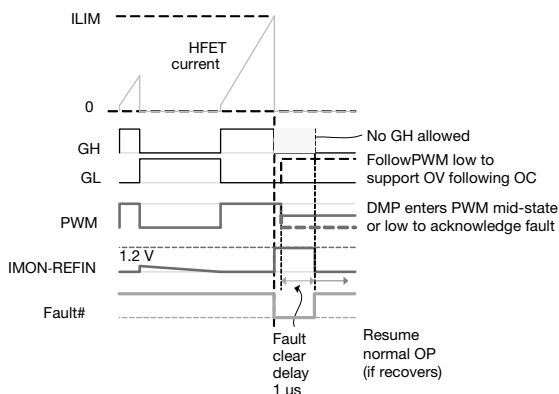 ILIM
HFET
current
0
No GH allowed
GH
FollowPWM low to
support OV following OC
GL
DMP enters PWM mid-state
or low to acknowledge fault
PWM
1.2 V
IMON-REFIN
Fault#
Fault
clear
delay
1 us
Resume
normal OP
(if recovers)